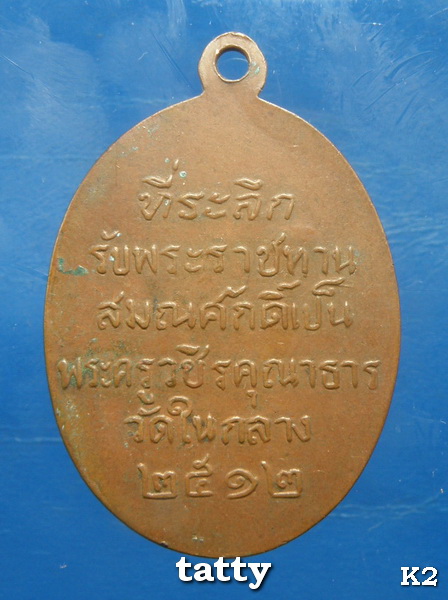 ที่ระลึก
รับพระราชทาน
สมณศักดิ์เป็น
พระครูวชิรคุณาธาร
วัดในกลาง
๒๕๑๒
tatty
K2